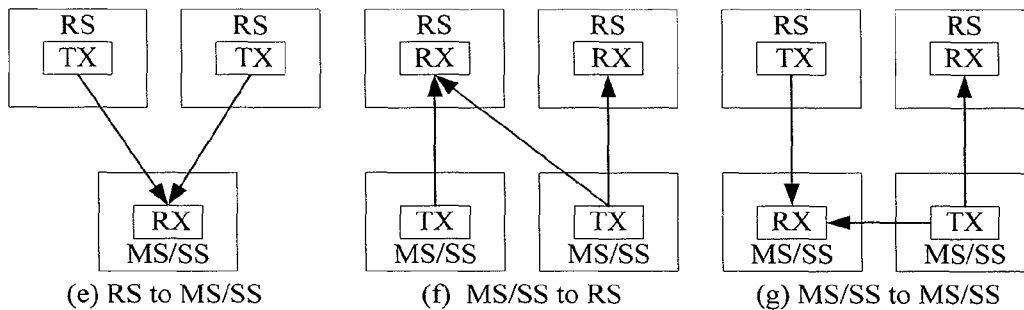 RS RS RS RS RS RS
TX TX RX RX TX RX
RX TX TX RX TX
MS/SS MS/SS MS/SS MS/SS MS/SS
(e) RS to MS/SS (f) MS/SS to RS (g) MS/SS to MS/SS